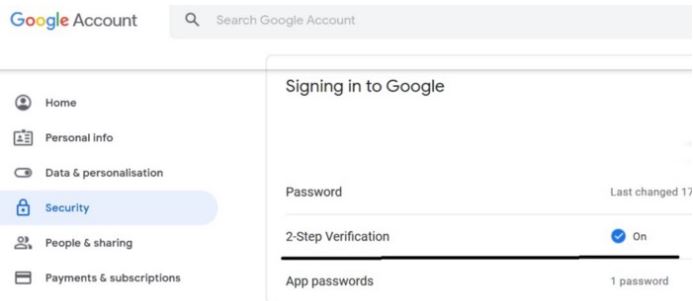 Google Account
Search Google Account
Home
Personal info
Data & personalisation
Security
People & sharing
Payments & subscriptions
Signing in to Google
Password Last changed 17
2-Step Verification On
App passwords 1 password